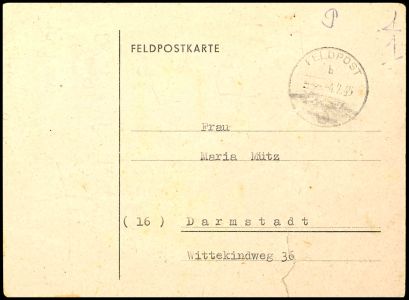 FELDPOSTKARTE
FELDPOST
b
Frau
Maria Mütz
(16) Darmstadt
Wittekindweg 36